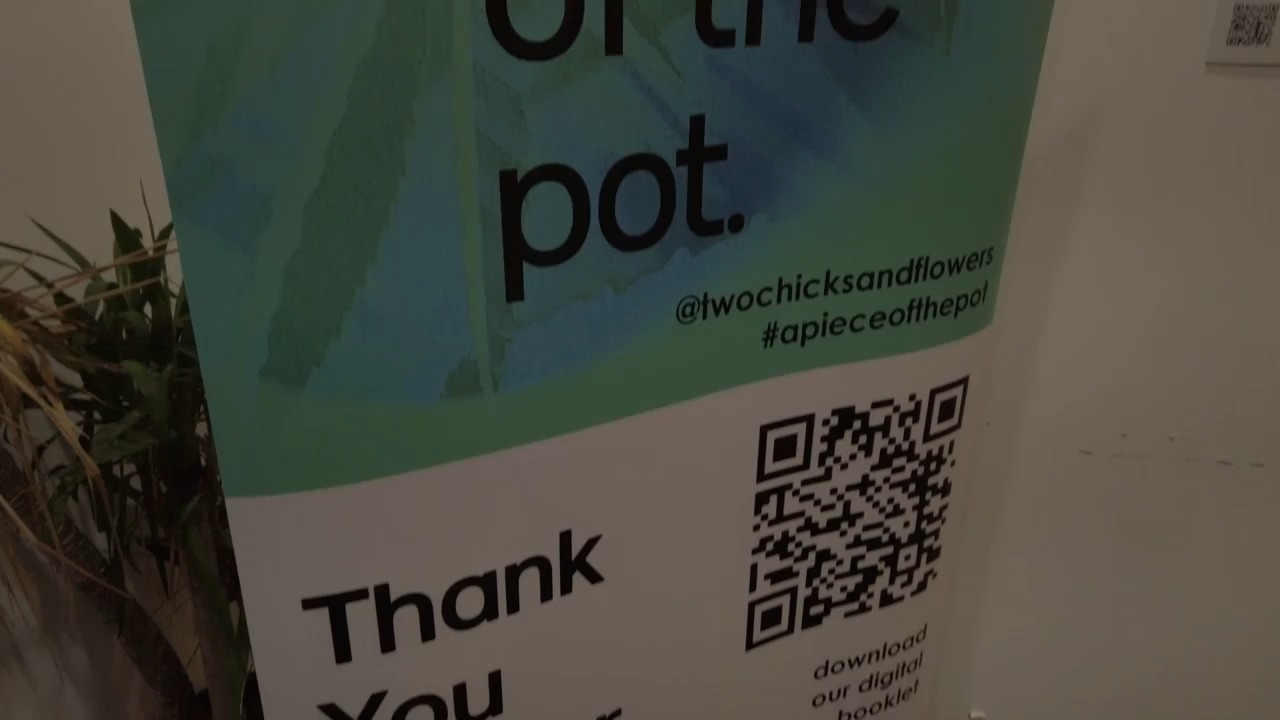 of the
pot.
@twochicksandflowers
#apieceofthepot
Thank
You
download
our digital
booklet